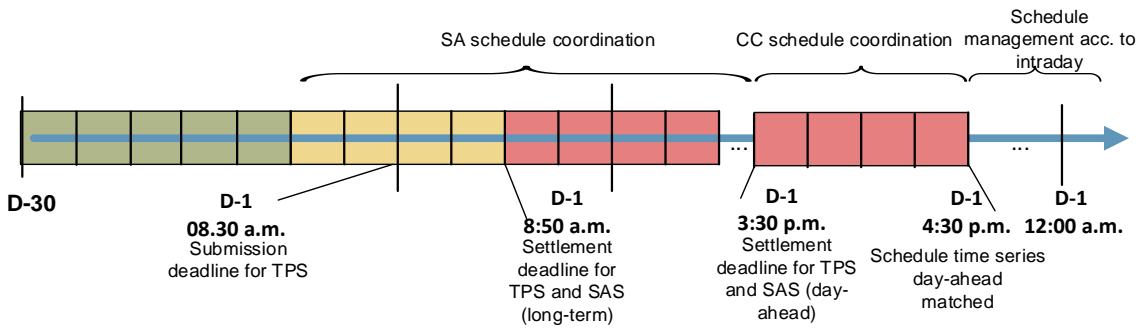 SA schedule coordination
CC schedule coordination
Schedule
management acc. to
intraday
...
...
D-30
D-1
08.30 a.m.
Submission
deadline for TPS
D-1
8:50 a.m.
Settlement
deadline for
TPS and SAS
(long-term)
D-1
3:30 p.m.
Settlement
deadline for TPS
and SAS (day-
ahead)
D-1
4:30 p.m.
Schedule time series
day-ahead
matched
D-1
12:00 a.m.